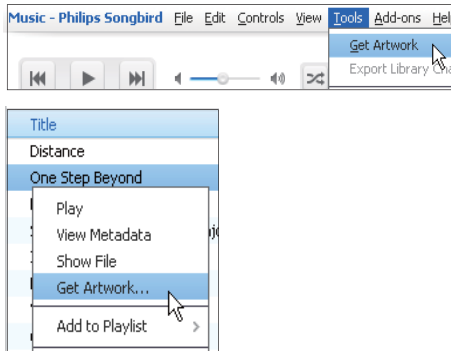 Music - Philips Songbird File Edit Controls View Tools Add-ons Help
Get Artwork
Export Library
Title
Distance
One Step Beyond
Play
View Metadata
Show File
Get Artwork...
Add to Playlist